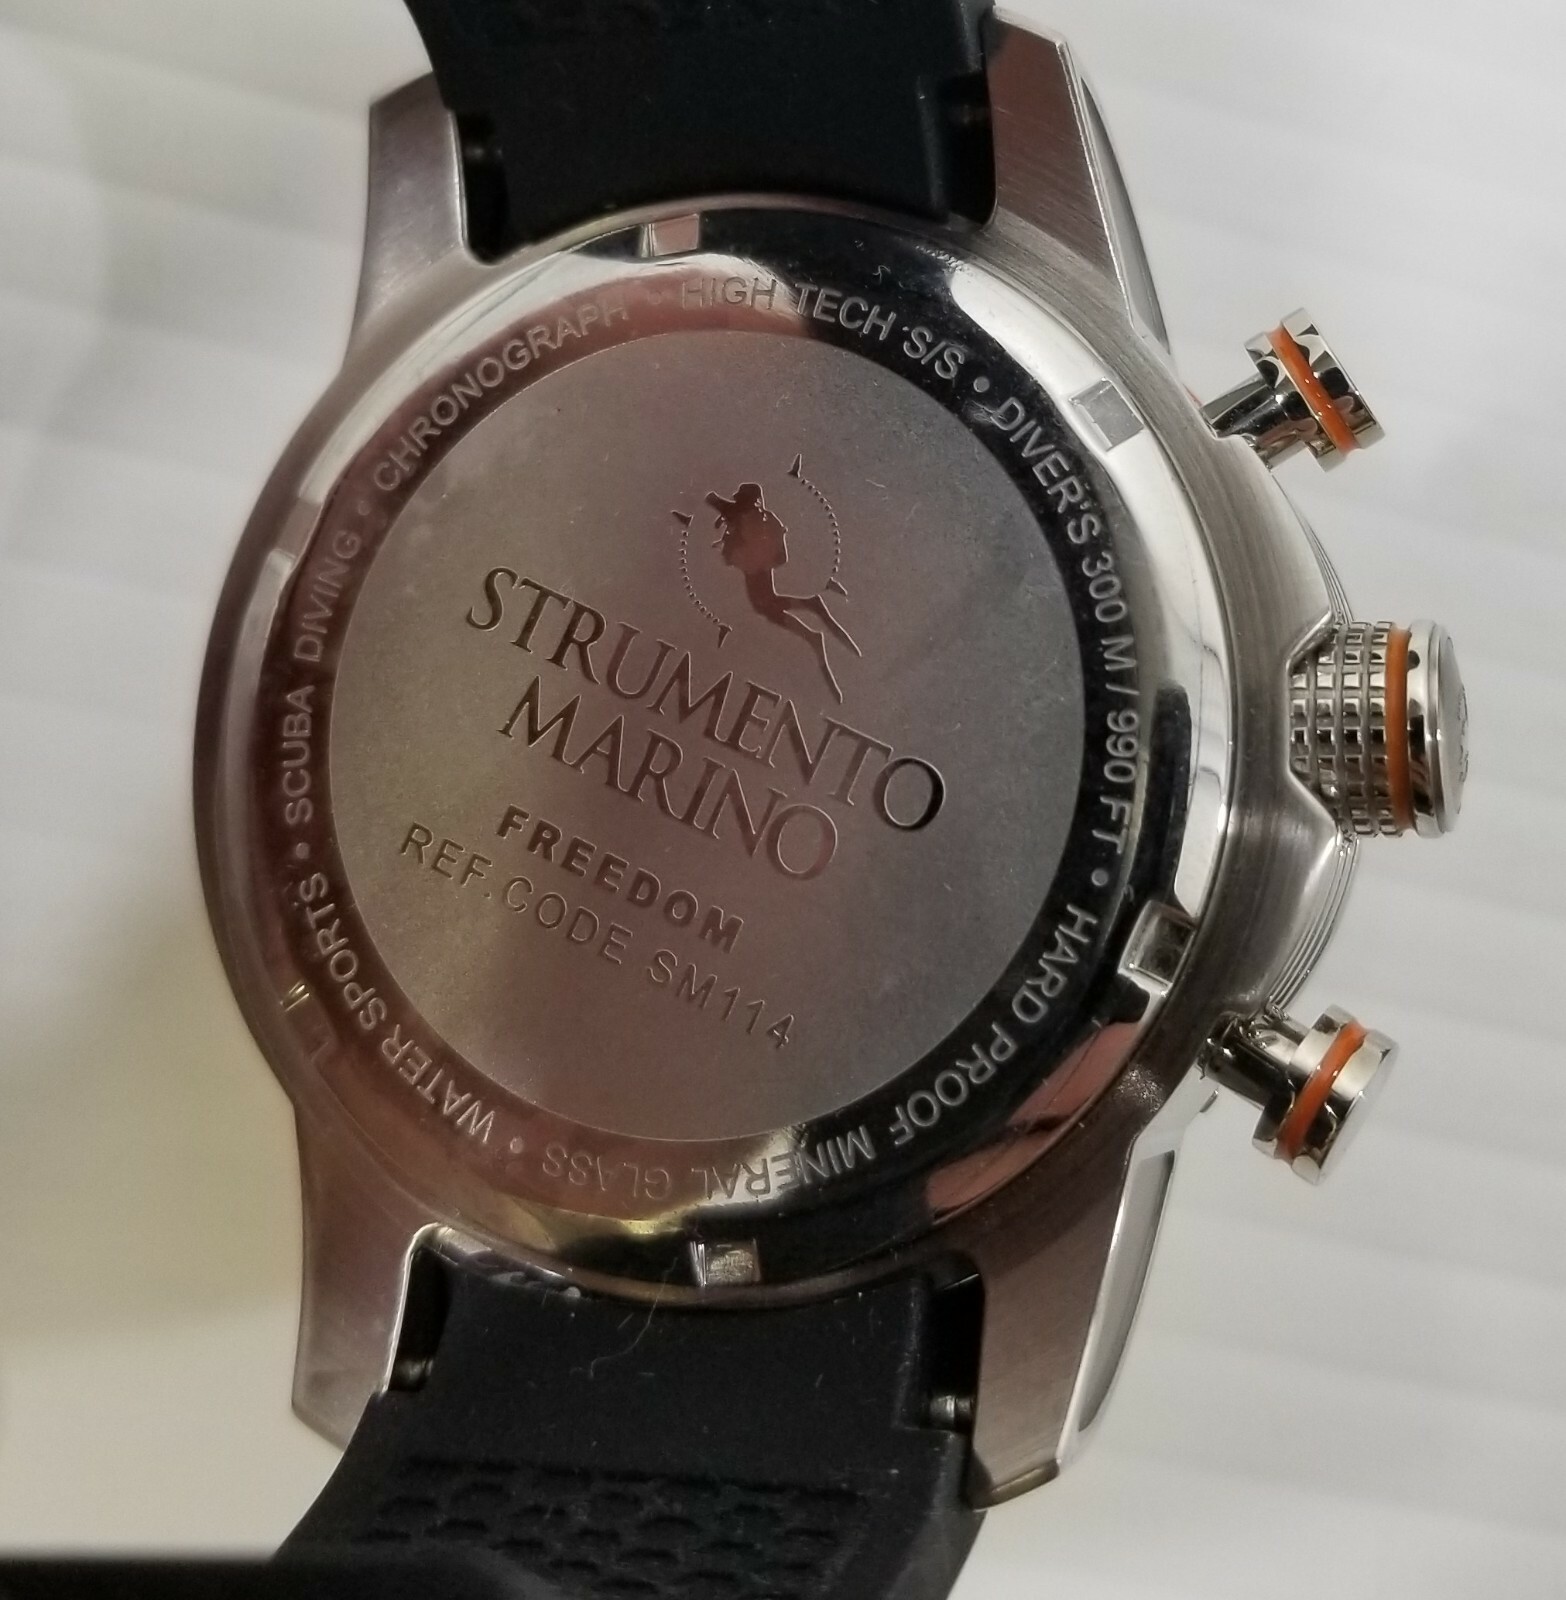 STRUMENTO
MARINO
FREEDOM
REF.CODE SM114
HIGH TECH S/S • DIVER'S 300 M / 990 FT • HARD PROOF MINERAL GLASS • WATER SPORTS • SCUBA DIVING • CHRONOGRAPH •